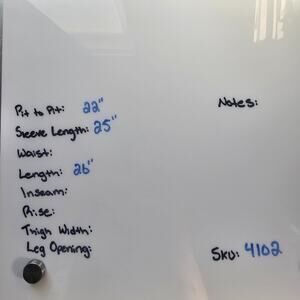 Pit to Pit: 22"
Notes:
Sleeve Length: 25"
Waist:
Length: 26"
Inseam:
Rise:
Thigh Width:
Leg Opening:
SKU: 4102